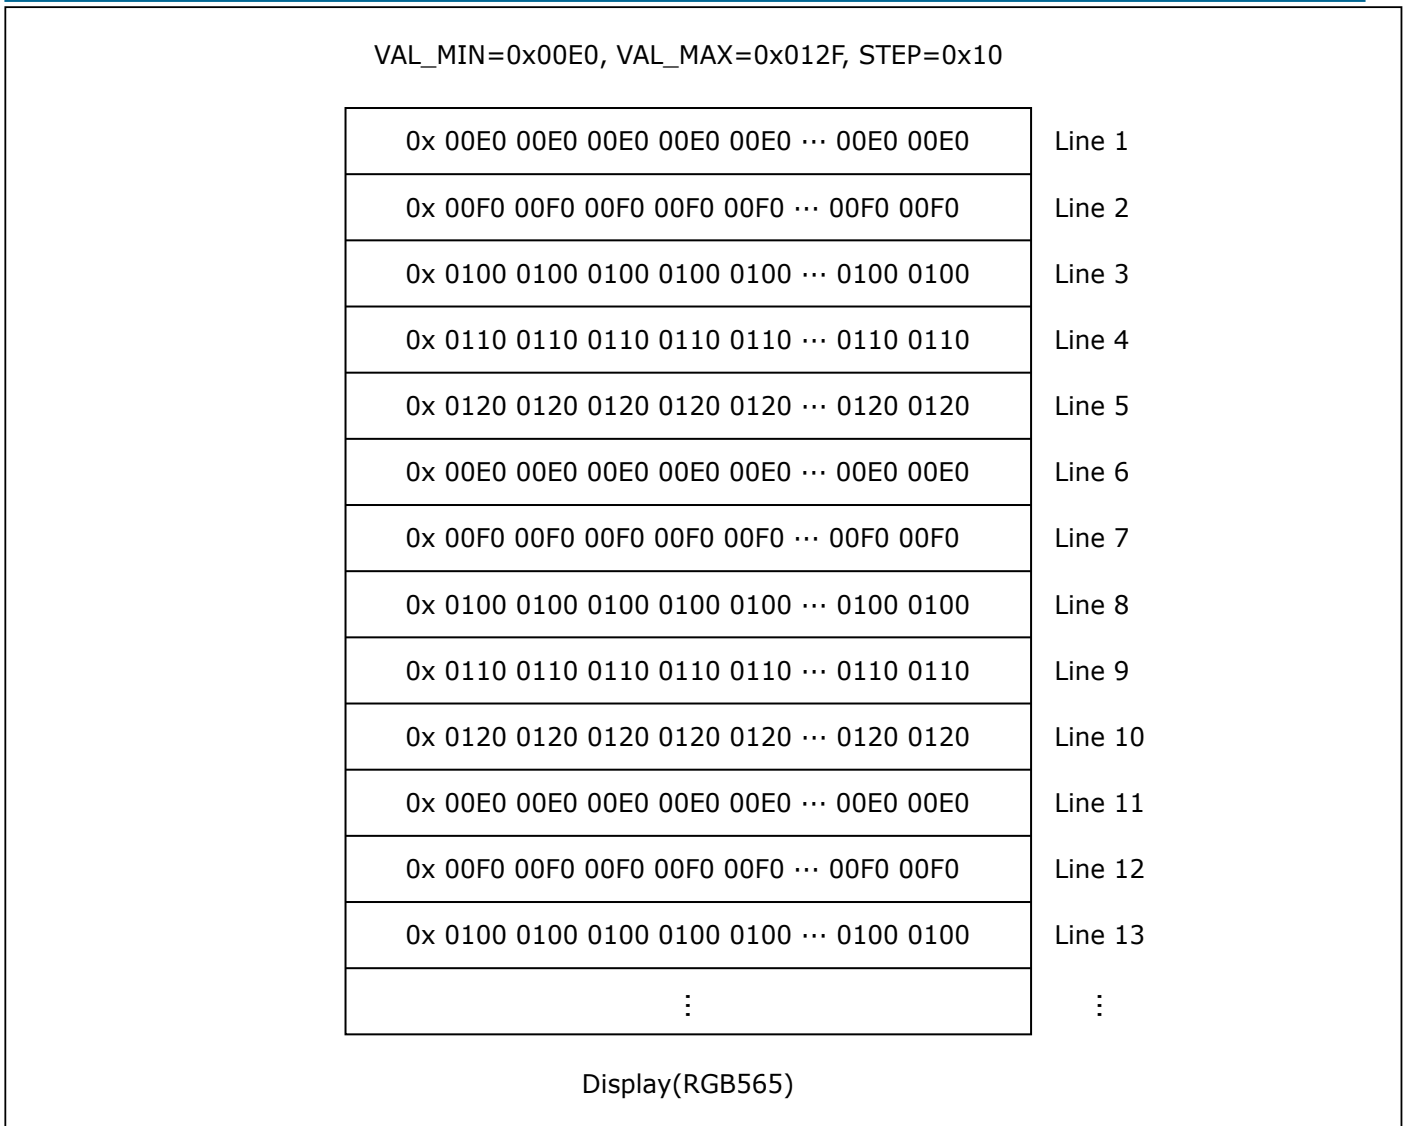 VAL_MIN=0x00E0, VAL_MAX=0x012F, STEP=0x10
0x 00E0 00E0 00E0 00E0 00E0 ⋯ 00E0 00E0 Line 1
0x 00F0 00F0 00F0 00F0 00F0 ⋯ 00F0 00F0 Line 2
0x 0100 0100 0100 0100 0100 ⋯ 0100 0100 Line 3
0x 0110 0110 0110 0110 0110 ⋯ 0110 0110 Line 4
0x 0120 0120 0120 0120 0120 ⋯ 0120 0120 Line 5
0x 00E0 00E0 00E0 00E0 00E0 ⋯ 00E0 00E0 Line 6
0x 00F0 00F0 00F0 00F0 00F0 ⋯ 00F0 00F0 Line 7
0x 0100 0100 0100 0100 0100 ⋯ 0100 0100 Line 8
0x 0110 0110 0110 0110 0110 ⋯ 0110 0110 Line 9
0x 0120 0120 0120 0120 0120 ⋯ 0120 0120 Line 10
0x 00E0 00E0 00E0 00E0 00E0 ⋯ 00E0 00E0 Line 11
0x 00F0 00F0 00F0 00F0 00F0 ⋯ 00F0 00F0 Line 12
0x 0100 0100 0100 0100 0100 ⋯ 0100 0100 Line 13
⋮ ⋮
Display(RGB565)